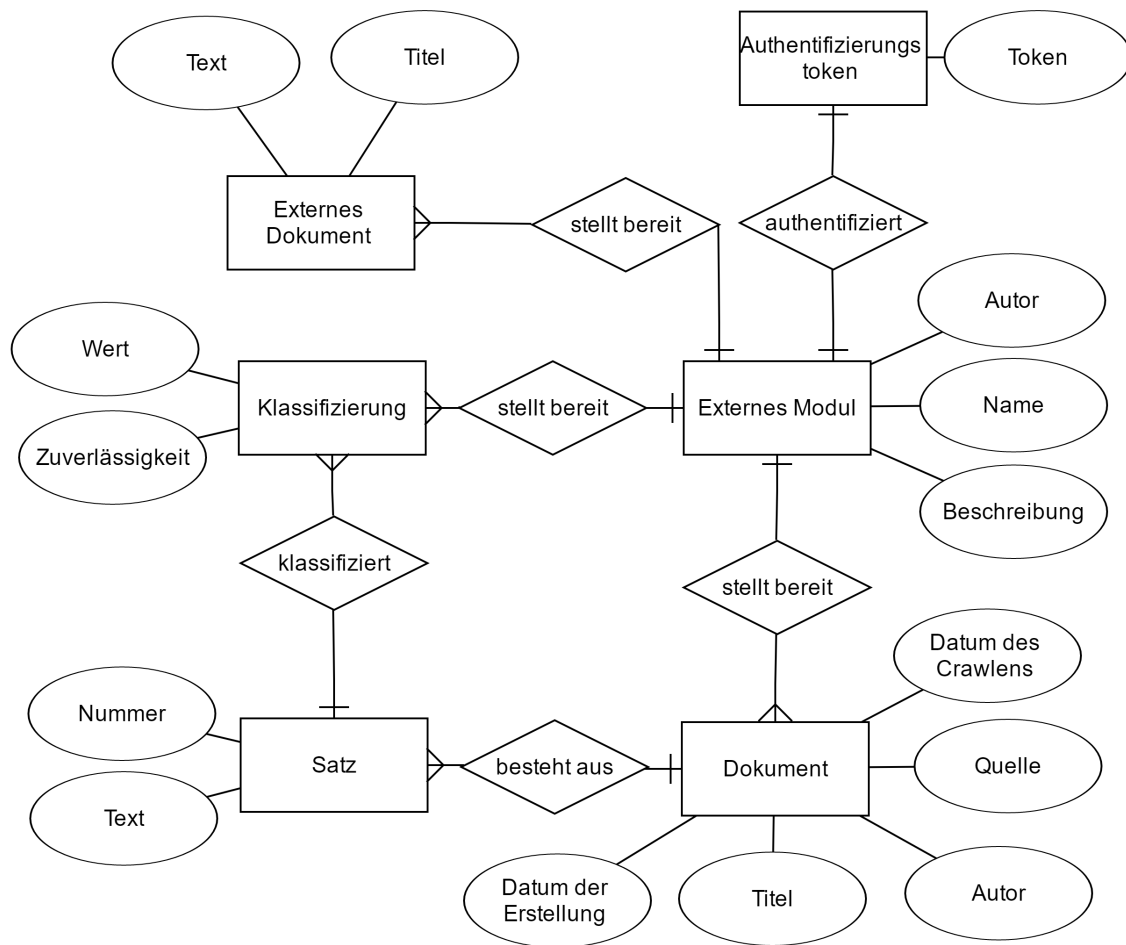 Text
Titel
Authentifizierungs
token
Token
Externes
Dokument
stellt bereit
authentifiziert
Autor
Wert
Klassifizierung
stellt bereit
Externes Modul
Name
Zuverlässigkeit
Beschreibung
klassifiziert
stellt bereit
Datum des
Crawlens
Nummer
Satz
besteht aus
Dokument
Quelle
Text
Datum der
Erstellung
Titel
Autor